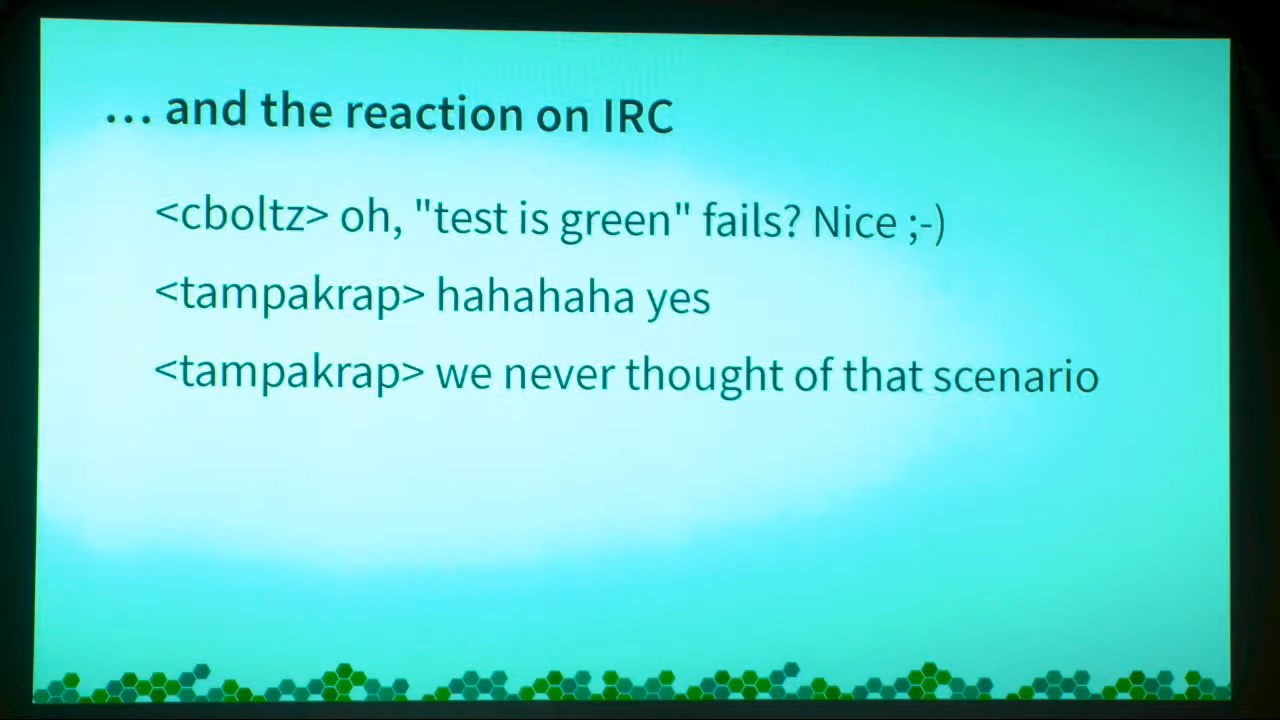 ... and the reaction on IRC
<cboltz> oh, "test is green" fails? Nice ;-)
<tampakrap> hahahaha yes
<tampakrap> we never thought of that scenario